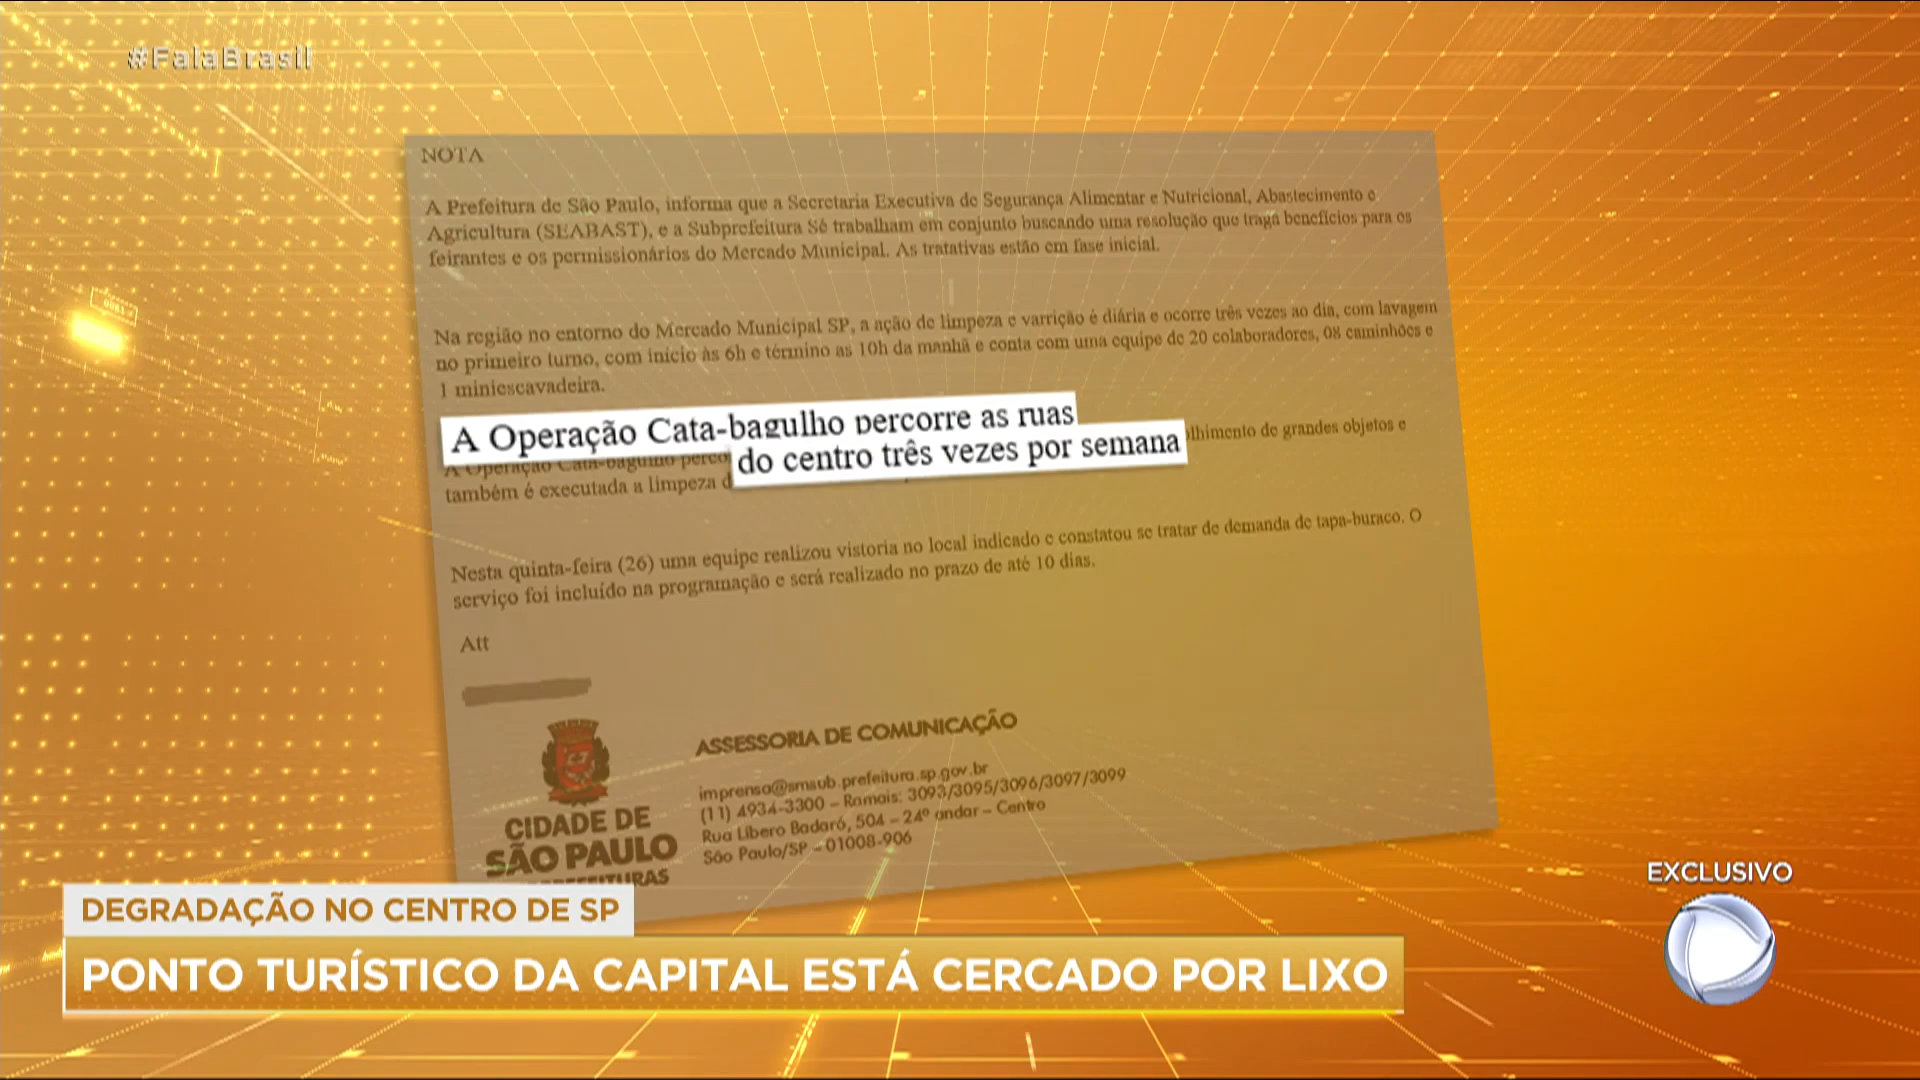 #FalaBrasil
NOTA
A Prefeitura de São Paulo, informa que a Secretaria Executiva de Segurança Alimentar e Nutricional, Abastecimento e
Agricultura (SEABAST), e a Subprefeitura Sé trabalham em conjunto buscando uma resolução que traga benefícios para os
feirantes e os permissionários do Mercado Municipal. As tratativas estão em fase inicial.
Na região no entorno do Mercado Municipal SP, a ação de limpeza e varrição é diária e ocorre três vezes ao dia, com lavagem
no primeiro turno, com início às 6h e término as 10h da manhã e conta com uma equipe de 20 colaboradores, 08 caminhões e
1 miniescavadeira.
A Operação Cata-bagulho percorre as ruas
do centro três vezes por semana
A Operação Cata-bagulho perco lhimento de grandes objetos e
também é executada a limpeza d
Nesta quinta-feira (26) uma equipe realizou vistoria no local indicado e constatou se tratar de demanda de tapa-buraco. O
serviço foi incluído na programação e será realizado no prazo de até 10 dias.
Att
ASSESSORIA DE COMUNICAÇÃO
imprensa@smsub.prefeitura.sp.gov.br
(11) 4934-3300 – Ramais: 3093/3095/3096/3097/3099
Rua Líbero Badaró, 504 – 24º andar – Centro
São Paulo/SP – 01008-906
CIDADE DE
SÃO PAULO
EXCLUSIVO
DEGRADAÇÃO NO CENTRO DE SP
PONTO TURÍSTICO DA CAPITAL ESTÁ CERCADO POR LIXO